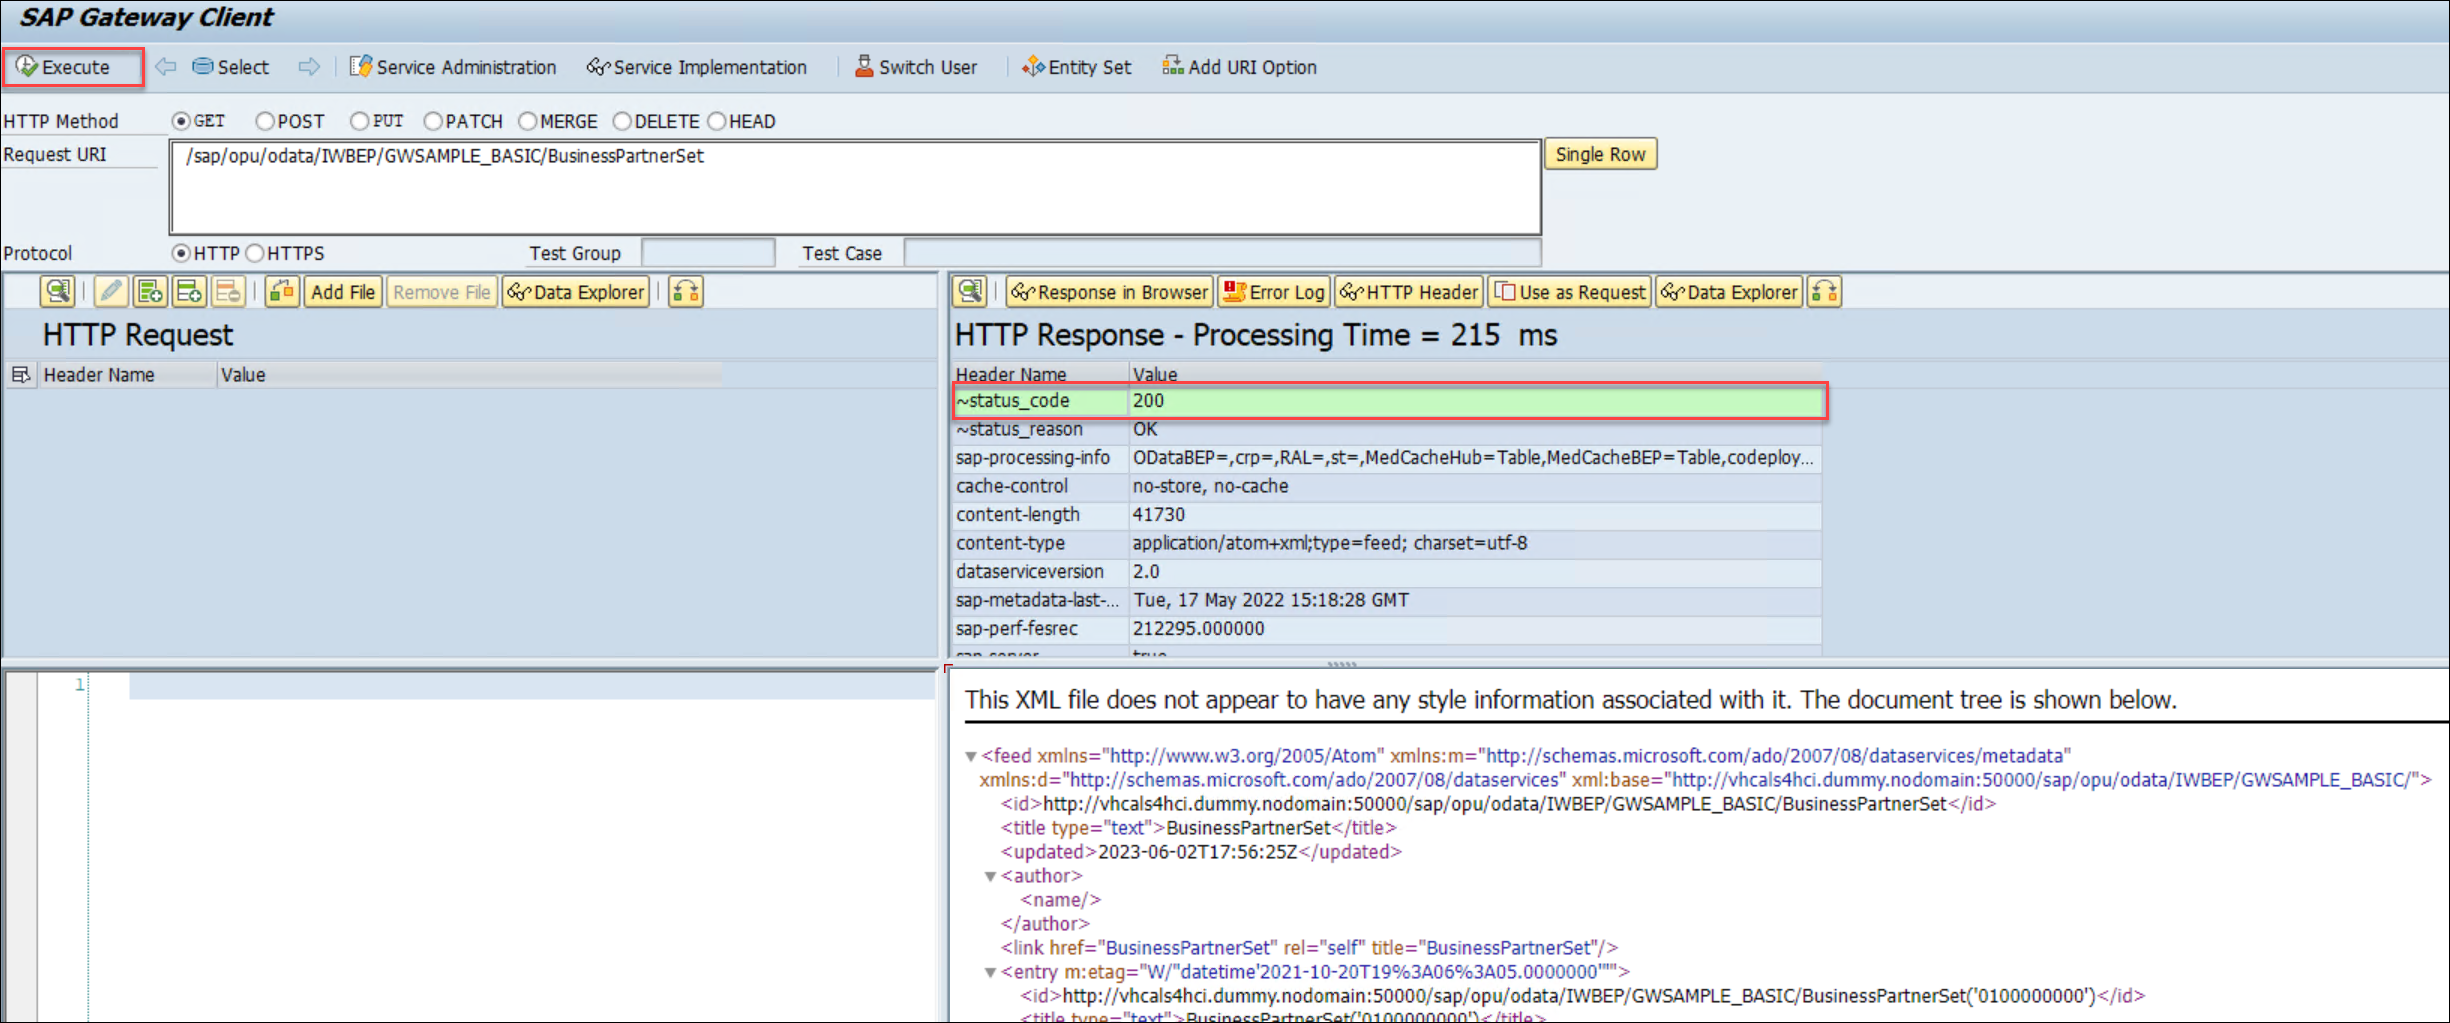 SAP Gateway Client
Execute Select Service Administration Service Implementation Switch User Entity Set Add URI Option
HTTP Method GET POST PUT PATCH MERGE DELETE HEAD
Request URI /sap/opu/odata/IWBEP/GWSAMPLE_BASIC/BusinessPartnerSet Single Row
Protocol HTTP HTTPS Test Group Test Case
Add File Remove File Data Explorer
HTTP Request
Header Name Value
1
Response in Browser Error Log HTTP Header Use as Request Data Explorer
HTTP Response - Processing Time = 215 ms
Header Name Value
~status_code 200
~status_reason OK
sap-processing-info ODataBEP=,crp=,RAL=,st=,MedCacheHub=Table,MedCacheBEP=Table,codeploy...
cache-control no-store, no-cache
content-length 41730
content-type application/atom+xml;type=feed; charset=utf-8
dataserviceversion 2.0
sap-metadata-last-... Tue, 17 May 2022 15:18:28 GMT
sap-perf-fesrec 212295.000000
sap-server true
This XML file does not appear to have any style information associated with it. The document tree is shown below.
<feed xmlns="http://www.w3.org/2005/Atom" xmlns:m="http://schemas.microsoft.com/ado/2007/08/dataservices/metadata"
xmlns:d="http://schemas.microsoft.com/ado/2007/08/dataservices" xml:base="http://vhcals4hci.dummy.nodomain:50000/sap/opu/odata/IWBEP/GWSAMPLE_BASIC/">
<id>http://vhcals4hci.dummy.nodomain:50000/sap/opu/odata/IWBEP/GWSAMPLE_BASIC/BusinessPartnerSet</id>
<title type="text">BusinessPartnerSet</title>
<updated>2023-06-02T17:56:25Z</updated>
<author>
<name/>
</author>
<link href="BusinessPartnerSet" rel="self" title="BusinessPartnerSet"/>
<entry m:etag="W/"datetime'2021-10-20T19%3A06%3A05.0000000'"">
<id>http://vhcals4hci.dummy.nodomain:50000/sap/opu/odata/IWBEP/GWSAMPLE_BASIC/BusinessPartnerSet('0100000000')</id>
<title type="text">BusinessPartnerSet('0100000000')</title>